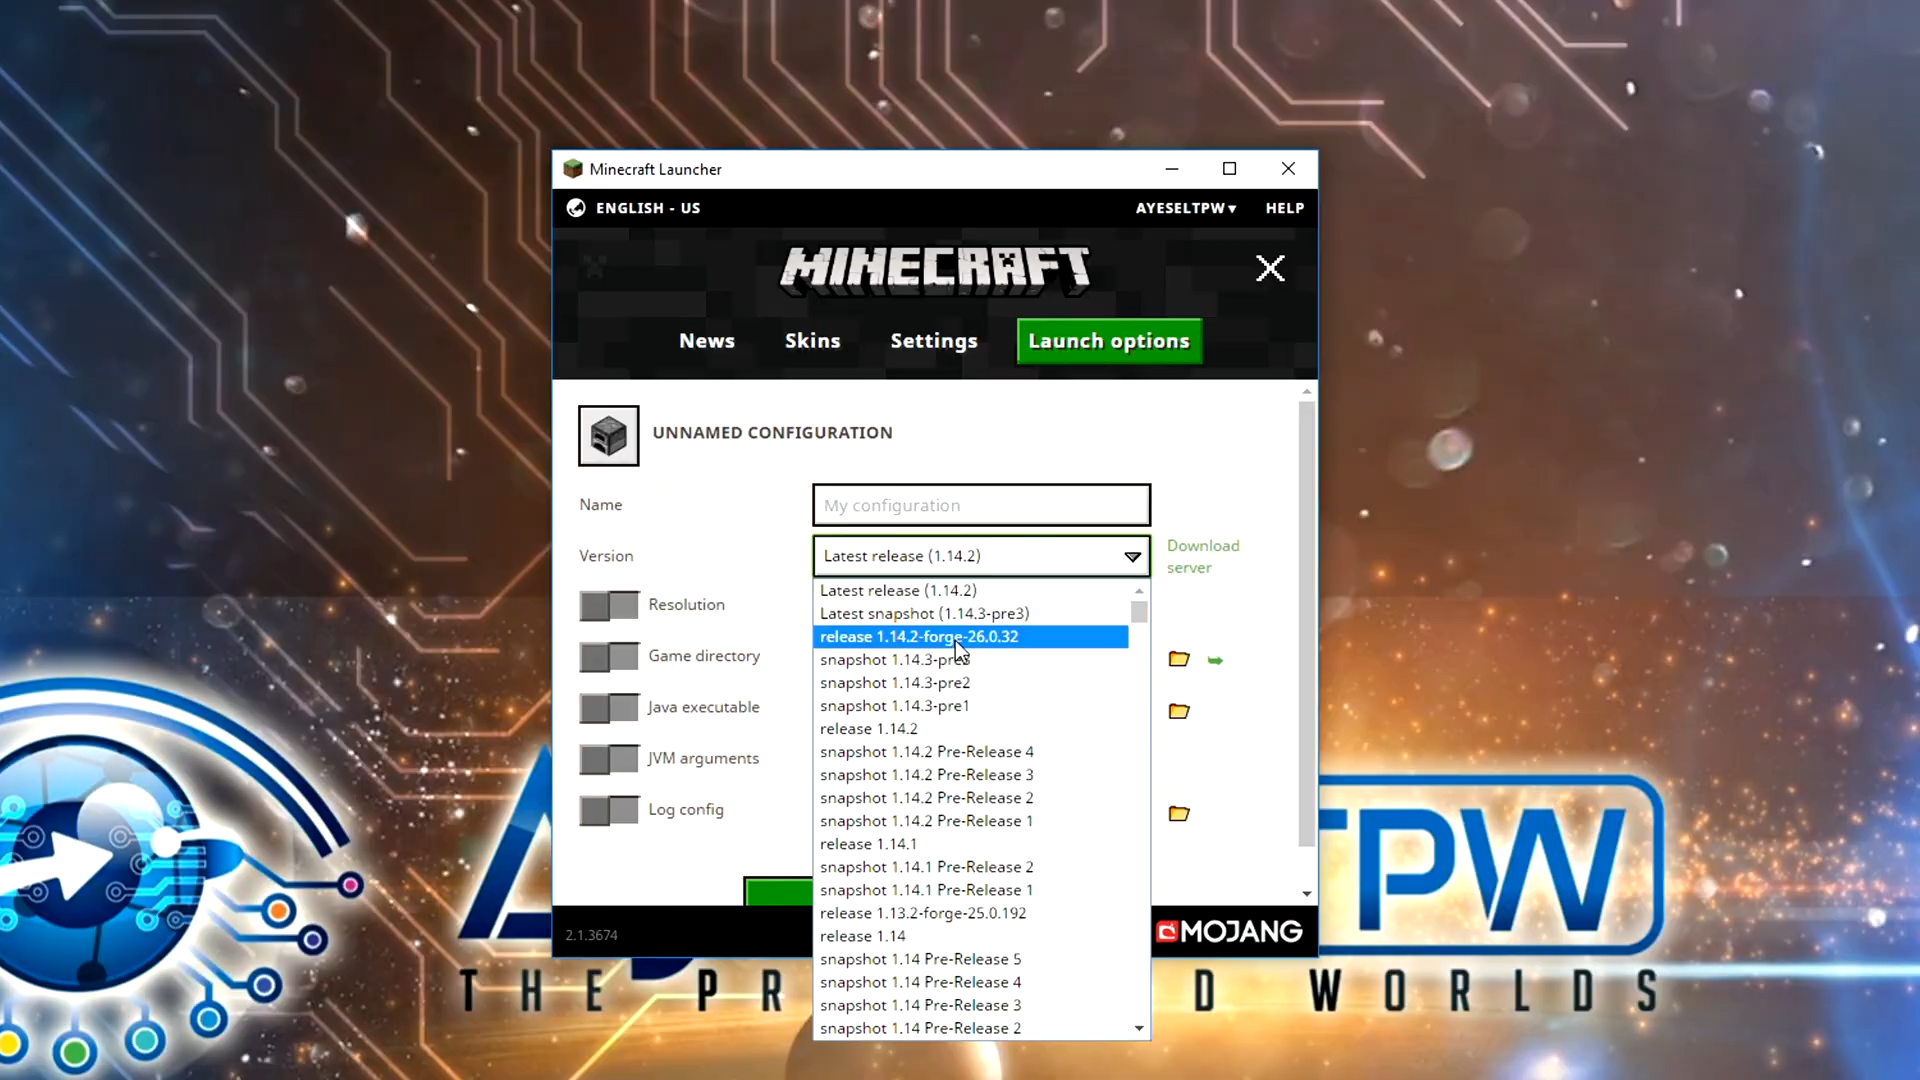 Minecraft Launcher
ENGLISH - US
AYESELTPW▾ HELP
MINECRAFT
News Skins Settings Launch options
UNNAMED CONFIGURATION
Name
My configuration
Version
Latest release (1.14.2)
Download
server
Latest release (1.14.2)
Latest snapshot (1.14.3-pre3)
release 1.14.2-forge-26.0.32
snapshot 1.14.3-pre3
snapshot 1.14.3-pre2
snapshot 1.14.3-pre1
release 1.14.2
snapshot 1.14.2 Pre-Release 4
snapshot 1.14.2 Pre-Release 3
snapshot 1.14.2 Pre-Release 2
snapshot 1.14.2 Pre-Release 1
release 1.14.1
snapshot 1.14.1 Pre-Release 2
snapshot 1.14.1 Pre-Release 1
release 1.13.2-forge-25.0.192
release 1.14
snapshot 1.14 Pre-Release 5
snapshot 1.14 Pre-Release 4
snapshot 1.14 Pre-Release 3
snapshot 1.14 Pre-Release 2
Resolution
Game directory
Java executable
JVM arguments
Log config
2.1.3674
MOJANG
TPW
THE PR D WORLDS